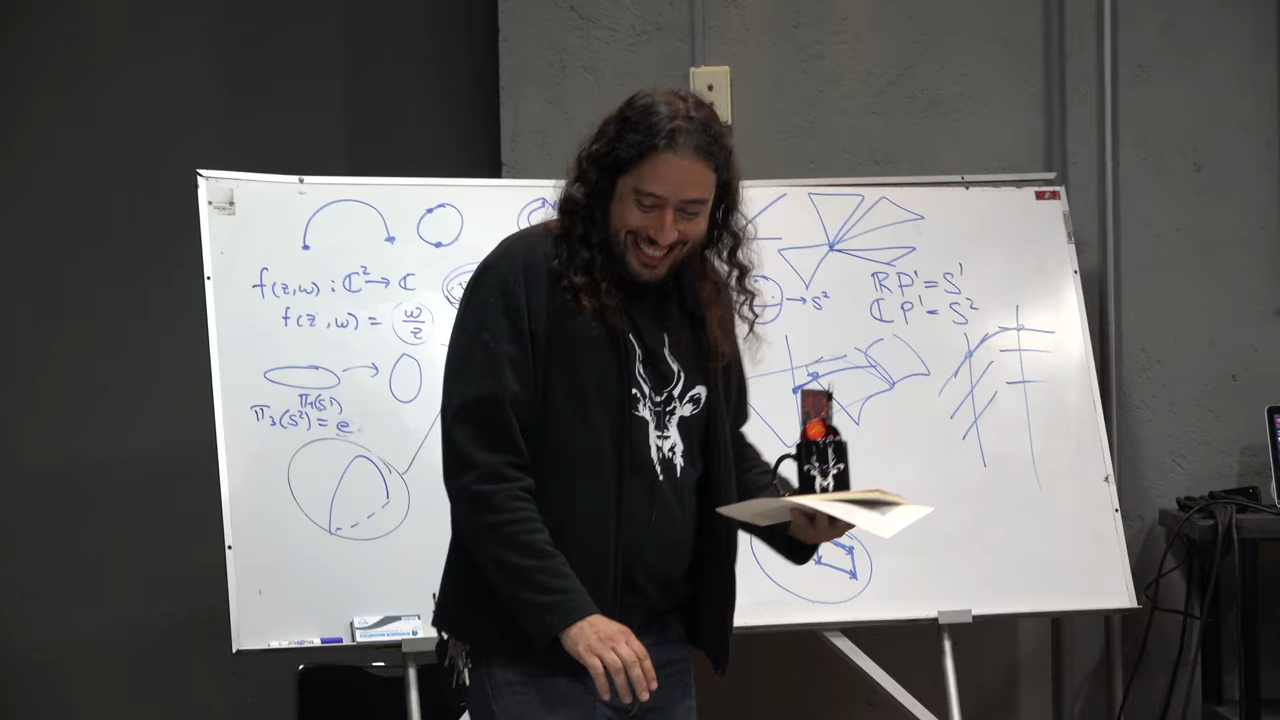 f(z,w) : ℂ² → ℂ
f(z,w) = w/z
π₁(S¹)
π₃(S²) = e
→ S²
ℝP¹ = S¹
ℂP¹ = S²